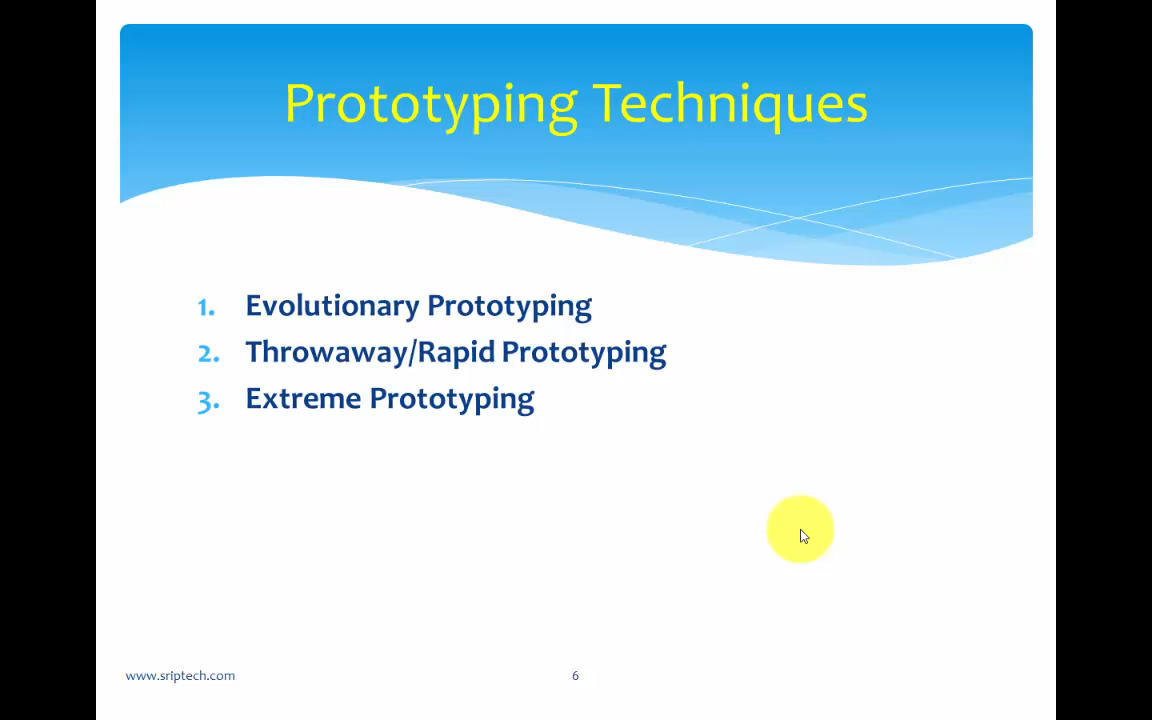 Prototyping Techniques
1. Evolutionary Prototyping
2. Throwaway/Rapid Prototyping
3. Extreme Prototyping
www.sriptech.com
6